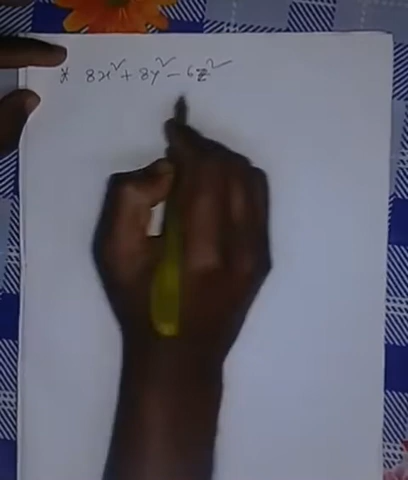 * 8x² + 8y² - 6z²